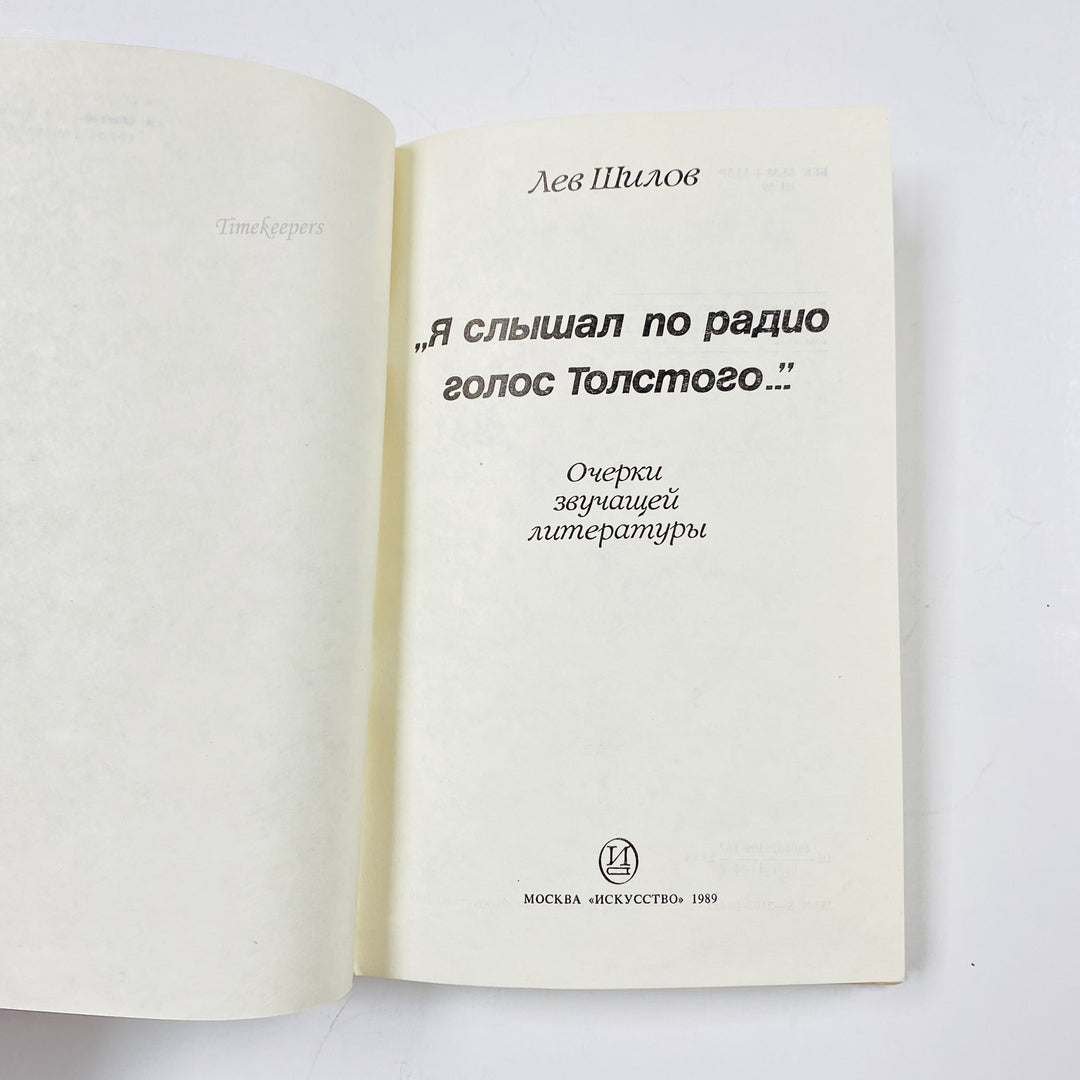 Timekeepers
Лев Шилов
„Я слышал по радио
голос Толстого..."
Очерки
звучащей
литературы
И
МОСКВА «ИСКУССТВО» 1989